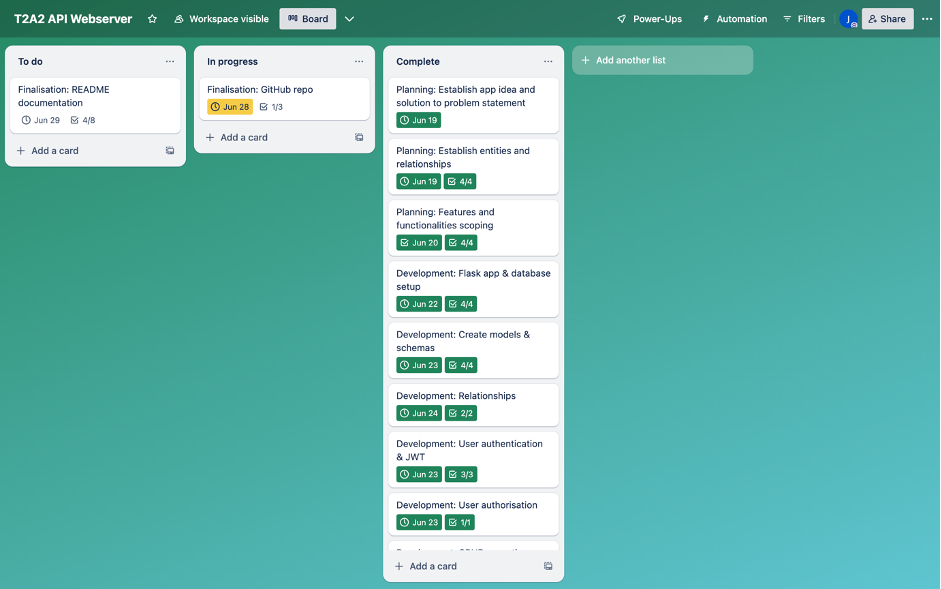 T2A2 API Webserver
Workspace visible
Board
Power-Ups
Automation
Filters
J
Share
To do
Finalisation: README
documentation
Jun 29 4/8
+ Add a card
In progress
Finalisation: GitHub repo
Jun 28 1/3
+ Add a card
Complete
Planning: Establish app idea and
solution to problem statement
Jun 19
Planning: Establish entities and
relationships
Jun 19 4/4
Planning: Features and
functionalities scoping
Jun 20 4/4
Development: Flask app & database
setup
Jun 22 4/4
Development: Create models &
schemas
Jun 23 4/4
Development: Relationships
Jun 24 2/2
Development: User authentication
& JWT
Jun 23 3/3
Development: User authorisation
Jun 23 1/1
+ Add a card
+ Add another list